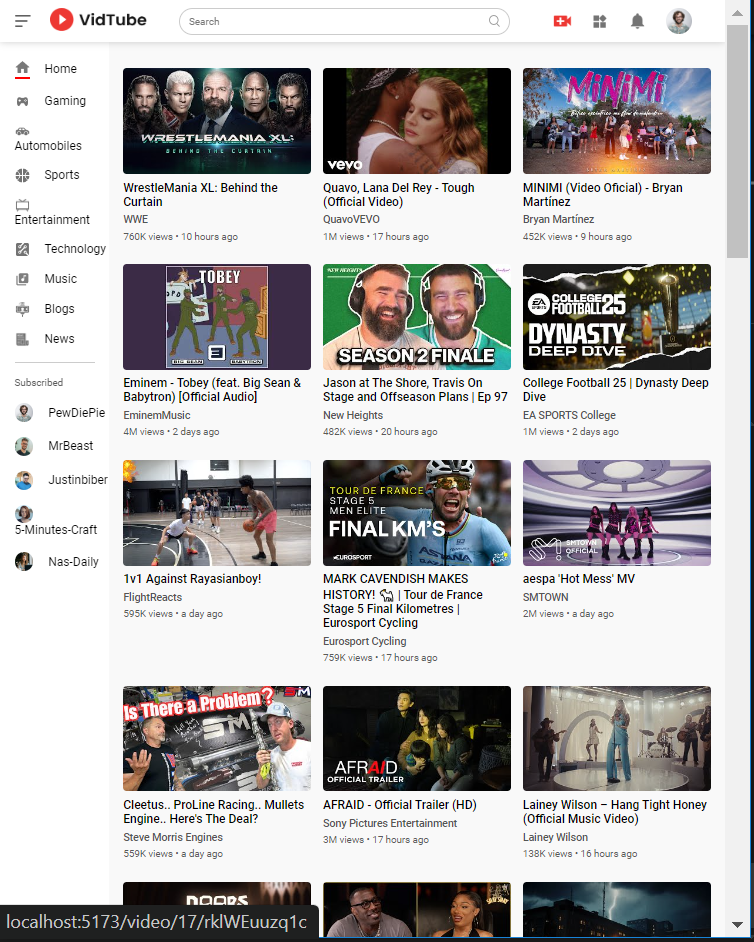 VidTube
Search
Home
Gaming
Automobiles
Sports
Entertainment
Technology
Music
Blogs
News
Subscribed
PewDiePie
MrBeast
Justinbiber
5-Minutes-Craft
Nas-Daily
WRESTLEMANIA XL:
BEHIND THE CURTAIN
WrestleMania XL: Behind the
Curtain
WWE
760K views • 10 hours ago
vevo
Quavo, Lana Del Rey - Tough
(Official Video)
QuavoVEVO
1M views • 17 hours ago
MiNiMi
MINIMI (Video Oficial) - Bryan
Martínez
Bryan Martínez
452K views • 9 hours ago
TOBEY
BIG SEAN
BABYTRON
Eminem - Tobey (feat. Big Sean &
Babytron) [Official Audio]
EminemMusic
4M views • 2 days ago
NEW HEIGHTS
SEASON 2 FINALE
Jason at The Shore, Travis On
Stage and Offseason Plans | Ep 97
New Heights
482K views • 20 hours ago
EA
SPORTS
COLLEGE
FOOTBALL 25
DYNASTY
DEEP DIVE
College Football 25 | Dynasty Deep
Dive
EA SPORTS College
1M views • 2 days ago
1v1 Against Rayasianboy!
FlightReacts
595K views • a day ago
TOUR DE FRANCE
STAGE 5
MEN ELITE
FINAL KM'S
EUROSPORT
ASTANA
MARK CAVENDISH MAKES
HISTORY! 🐪 | Tour de France
Stage 5 Final Kilometres |
Eurosport Cycling
Eurosport Cycling
759K views • 17 hours ago
SMTOWN
OFFICIAL
aespa 'Hot Mess' MV
SMTOWN
2M views • a day ago
Is There a Problem?
SM
Cleetus.. ProLine Racing.. Mullets
Engine.. Here's The Deal?
Steve Morris Engines
559K views • a day ago
AFRAID
OFFICIAL TRAILER
AFRAID - Official Trailer (HD)
Sony Pictures Entertainment
3M views • 17 hours ago
Lainey Wilson – Hang Tight Honey
(Official Music Video)
Lainey Wilson
138K views • 16 hours ago
DOORS
localhost:5173/video/17/rklWEuuzq1c